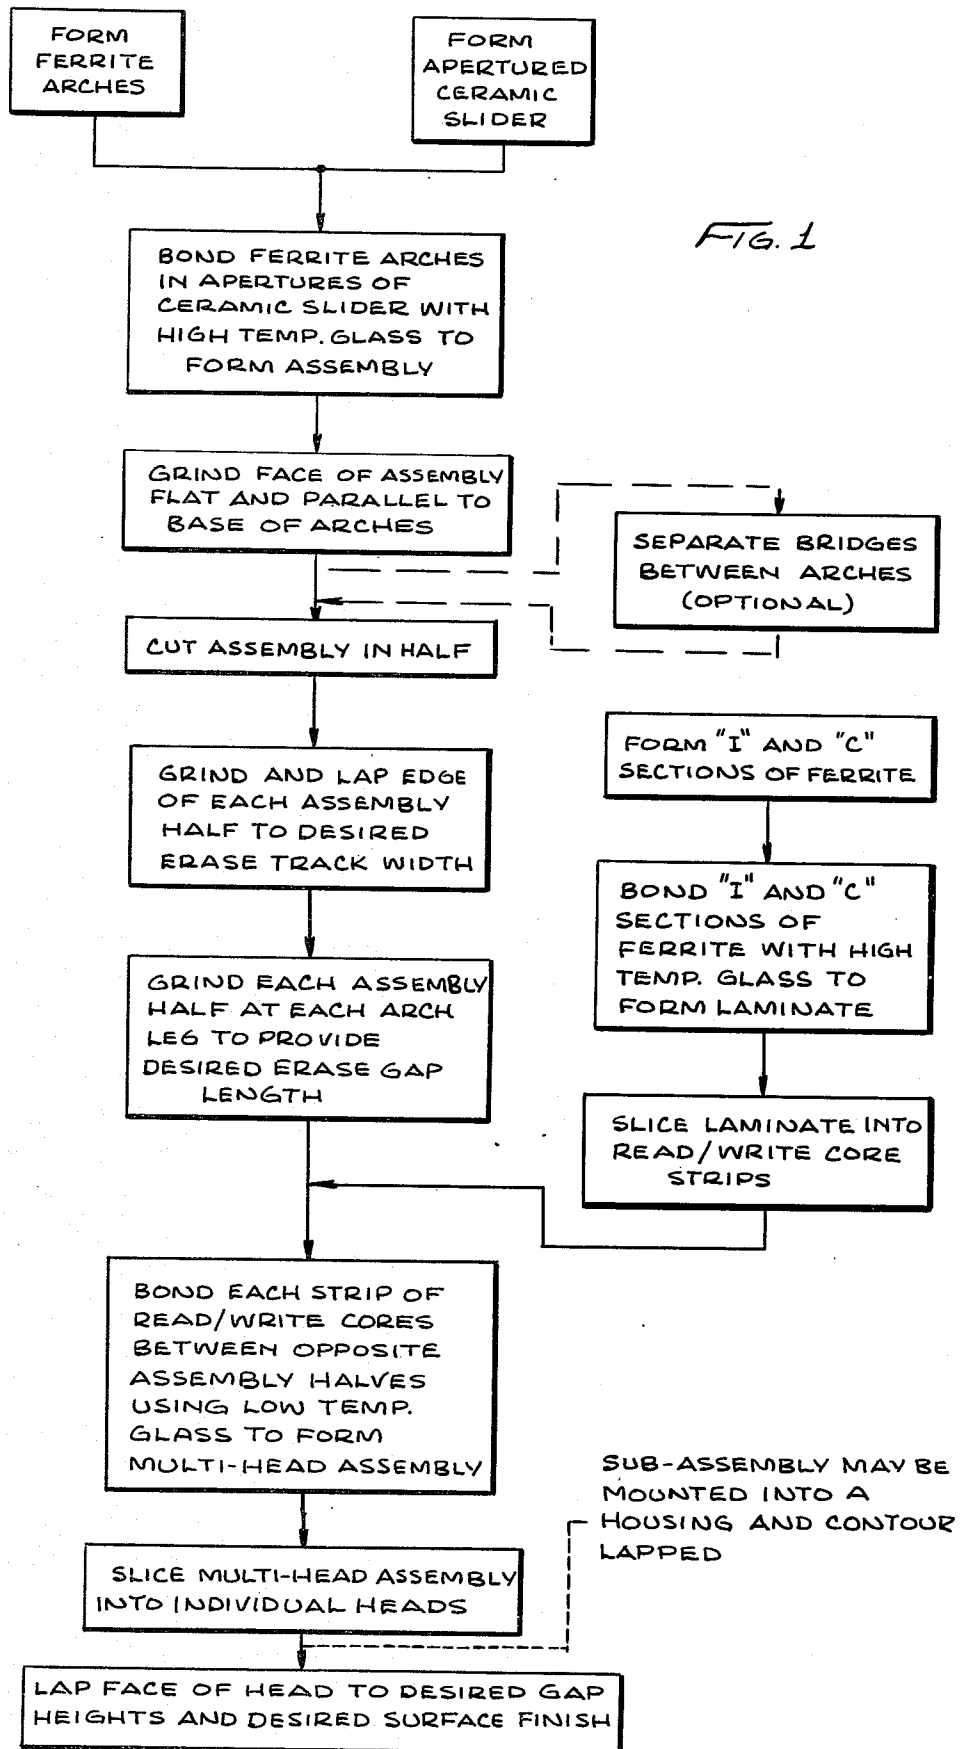 FORM
FERRITE
ARCHES
FORM
APERTURED
CERAMIC
SLIDER
FIG. 1
BOND FERRITE ARCHES
IN APERTURES OF
CERAMIC SLIDER WITH
HIGH TEMP. GLASS TO
FORM ASSEMBLY
GRIND FACE OF ASSEMBLY
FLAT AND PARALLEL TO
BASE OF ARCHES
SEPARATE BRIDGES
BETWEEN ARCHES
(OPTIONAL)
CUT ASSEMBLY IN HALF
GRIND AND LAP EDGE
OF EACH ASSEMBLY
HALF TO DESIRED
ERASE TRACK WIDTH
FORM "I" AND "C"
SECTIONS OF FERRITE
BOND "I" AND "C"
SECTIONS OF
FERRITE WITH HIGH
TEMP. GLASS TO
FORM LAMINATE
GRIND EACH ASSEMBLY
HALF AT EACH ARCH
LEG TO PROVIDE
DESIRED ERASE GAP
LENGTH
SLICE LAMINATE INTO
READ/WRITE CORE
STRIPS
BOND EACH STRIP OF
READ/WRITE CORES
BETWEEN OPPOSITE
ASSEMBLY HALVES
USING LOW TEMP.
GLASS TO FORM
MULTI-HEAD ASSEMBLY
SUB-ASSEMBLY MAY BE
MOUNTED INTO A
HOUSING AND CONTOUR
LAPPED
SLICE MULTI-HEAD ASSEMBLY
INTO INDIVIDUAL HEADS
LAP FACE OF HEAD TO DESIRED GAP
HEIGHTS AND DESIRED SURFACE FINISH